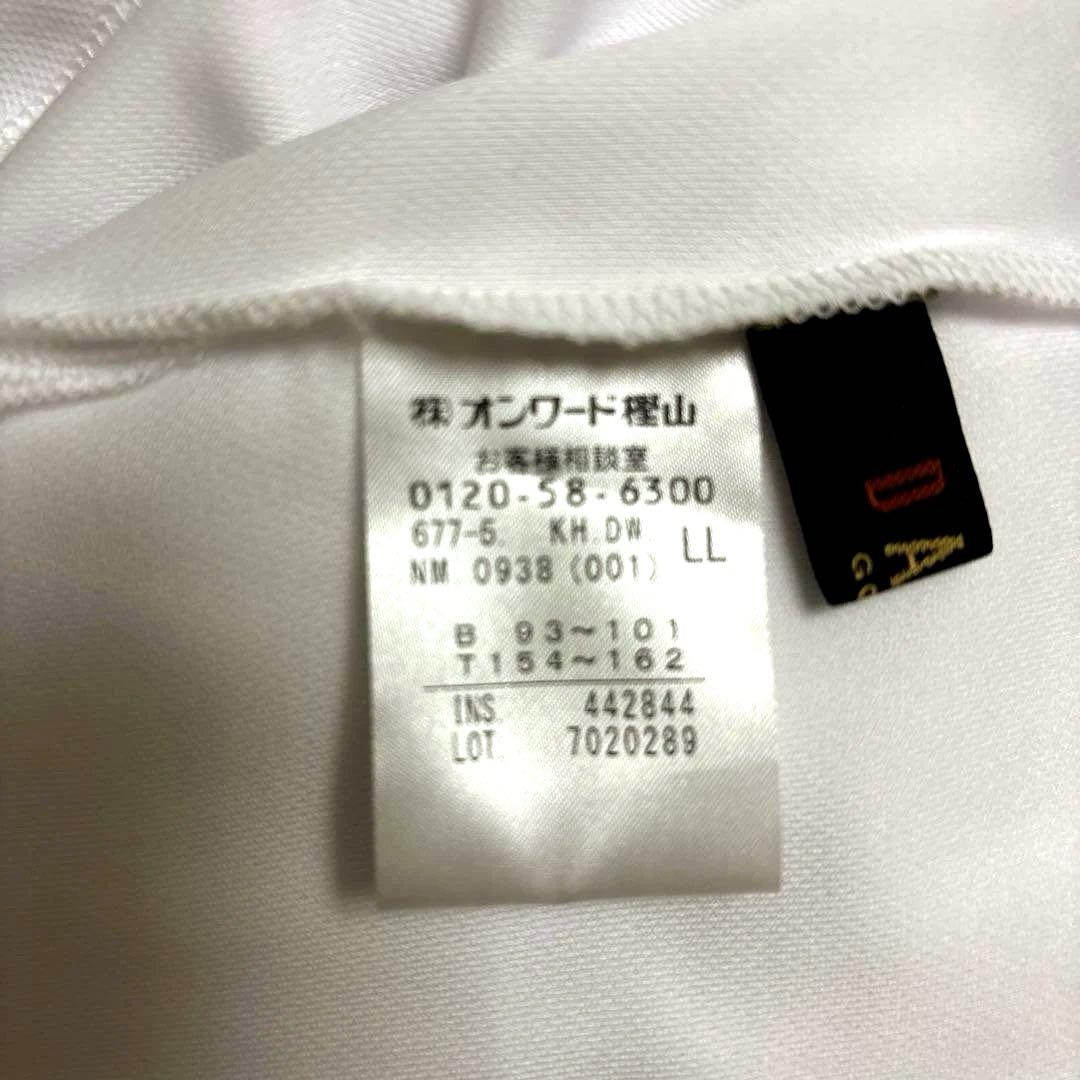 ㈱オンワード樫山
お客様相談室
0120-58-6300
677-5. KH.DW. LL
NM 0938 (001)
B 93～101
T 154～162
INS. 442844
LOT. 7020289